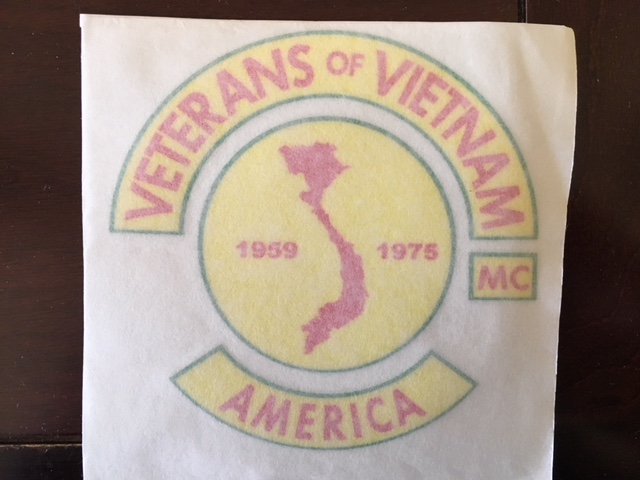 VETERANS OF VIETNAM
1959 1975
MC
AMERICA